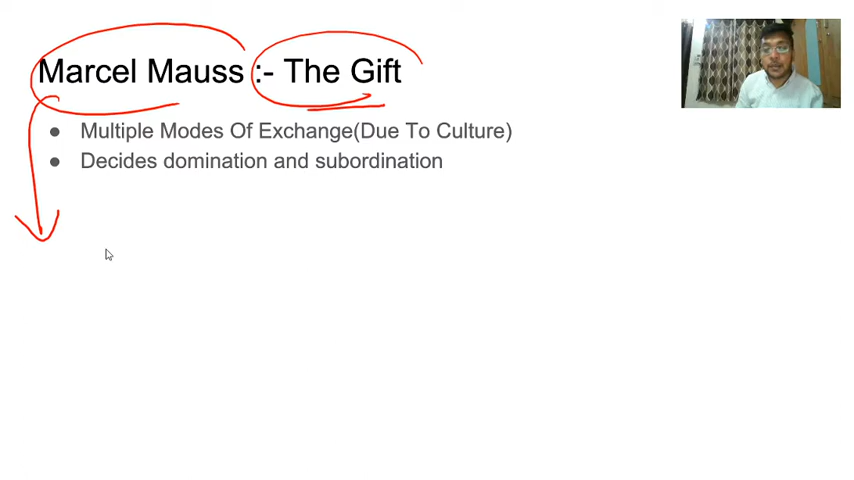 Marcel Mauss :- The Gift
● Multiple Modes Of Exchange(Due To Culture)
● Decides domination and subordination